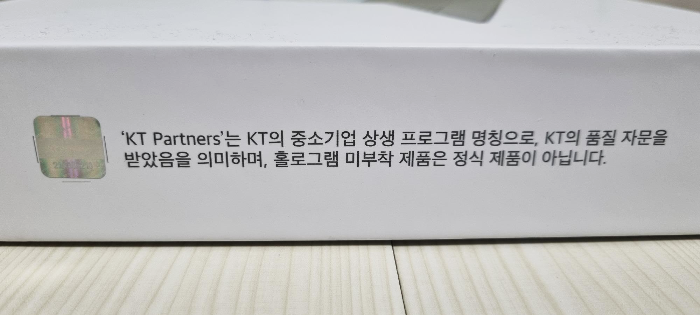 ‘KT Partners’는 KT의 중소기업 상생 프로그램 명칭으로, KT의 품질 자문을
받았음을 의미하며, 홀로그램 미부착 제품은 정식 제품이 아닙니다.